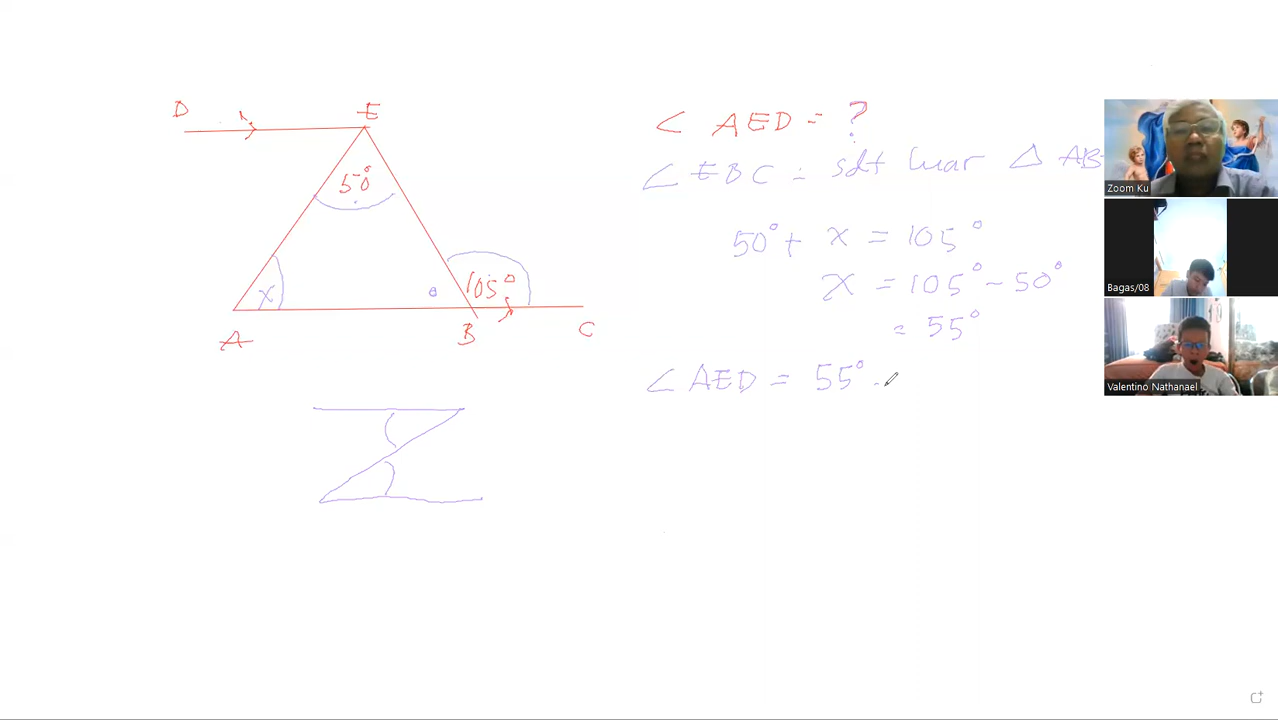 D E
50°
x 105°
A B C
∠ AED = ?
∠ EBC = sdt luar △ AB
50° + x = 105°
x = 105° - 50°
= 55°
∠ AED = 55°
Zoom Ku
Bagas/08
Valentino Nathanael